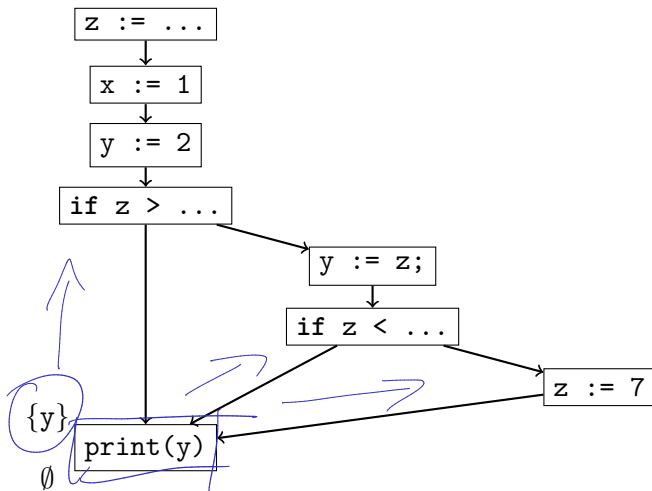 z := ...
x := 1
y := 2
if z > ...
y := z;
if z < ...
z := 7
{y}
print(y)
∅